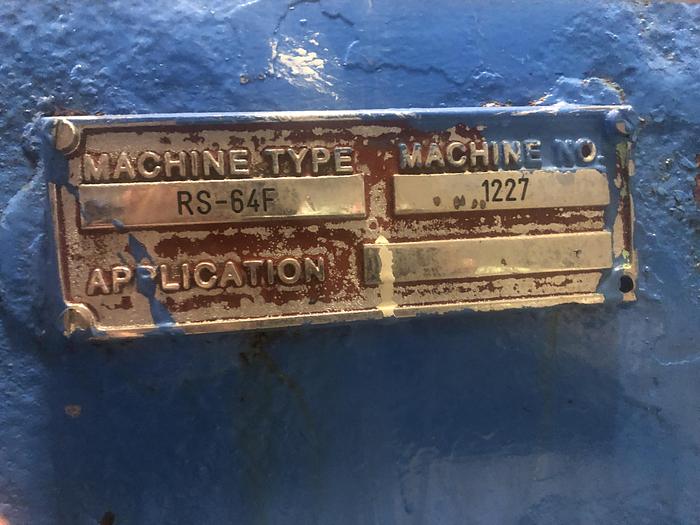 MACHINE TYPE MACHINE NO.
RS-64F 1227
APPLICATION